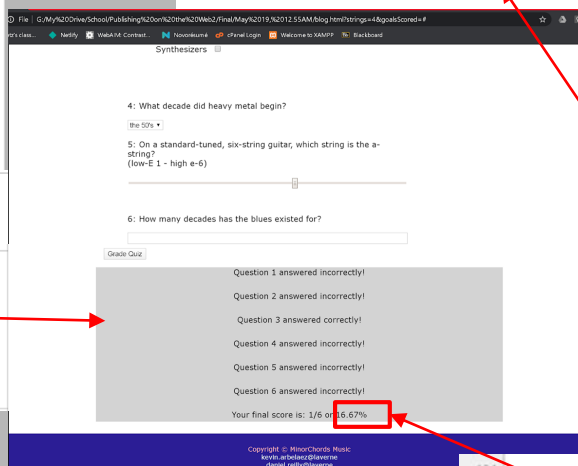 File | G:/My%20Drive/School/Publishing%20on%20the%20Web2/Final/May%2019,%2012.55AM/blog.html?strings=4&goalsScored=#
Netlify WebAIM: Contrast... Novorésumé cPanel Login Welcome to XAMPP Blackboard
Synthesizers
4: What decade did heavy metal begin?
the 50's
5: On a standard-tuned, six-string guitar, which string is the a-
string?
(low-E 1 - high e-6)
6: How many decades has the blues existed for?
Grade Quiz
Question 1 answered incorrectly!
Question 2 answered incorrectly!
Question 3 answered correctly!
Question 4 answered incorrectly!
Question 5 answered incorrectly!
Question 6 answered incorrectly!
Your final score is: 1/6 or 16.67%
Copyright © MinorChords Music
kevin.arbelaez@laverne
daniel.reilly@laverne